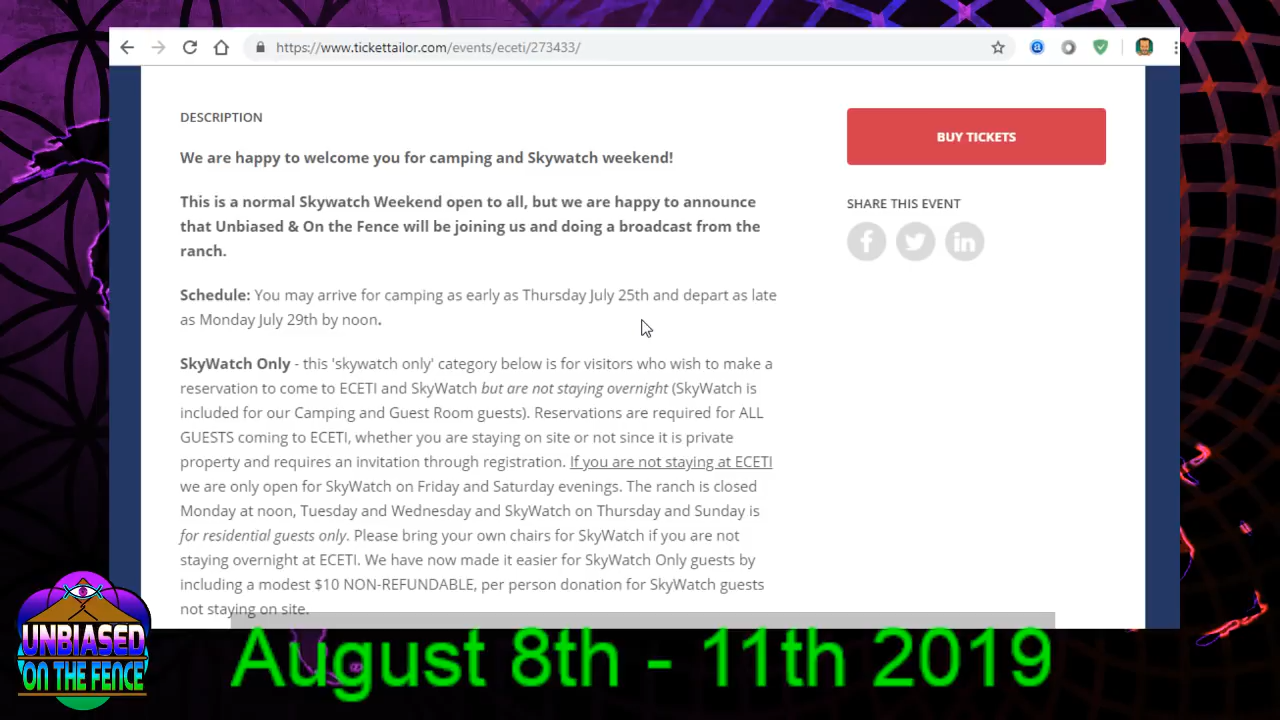 https://www.tickettailor.com/events/eceti/273433/
DESCRIPTION
We are happy to welcome you for camping and Skywatch weekend!
This is a normal Skywatch Weekend open to all, but we are happy to announce
that Unbiased & On the Fence will be joining us and doing a broadcast from the
ranch.
Schedule: You may arrive for camping as early as Thursday July 25th and depart as late
as Monday July 29th by noon.
SkyWatch Only - this 'skywatch only' category below is for visitors who wish to make a
reservation to come to ECETI and SkyWatch but are not staying overnight (SkyWatch is
included for our Camping and Guest Room guests). Reservations are required for ALL
GUESTS coming to ECETI, whether you are staying on site or not since it is private
property and requires an invitation through registration. If you are not staying at ECETI
we are only open for SkyWatch on Friday and Saturday evenings. The ranch is closed
Monday at noon, Tuesday and Wednesday and SkyWatch on Thursday and Sunday is
for residential guests only. Please bring your own chairs for SkyWatch if you are not
staying overnight at ECETI. We have now made it easier for SkyWatch Only guests by
including a modest $10 NON-REFUNDABLE, per person donation for SkyWatch guests
not staying on site.
BUY TICKETS
SHARE THIS EVENT
UNBIASED
ON THE FENCE
August 8th - 11th 2019